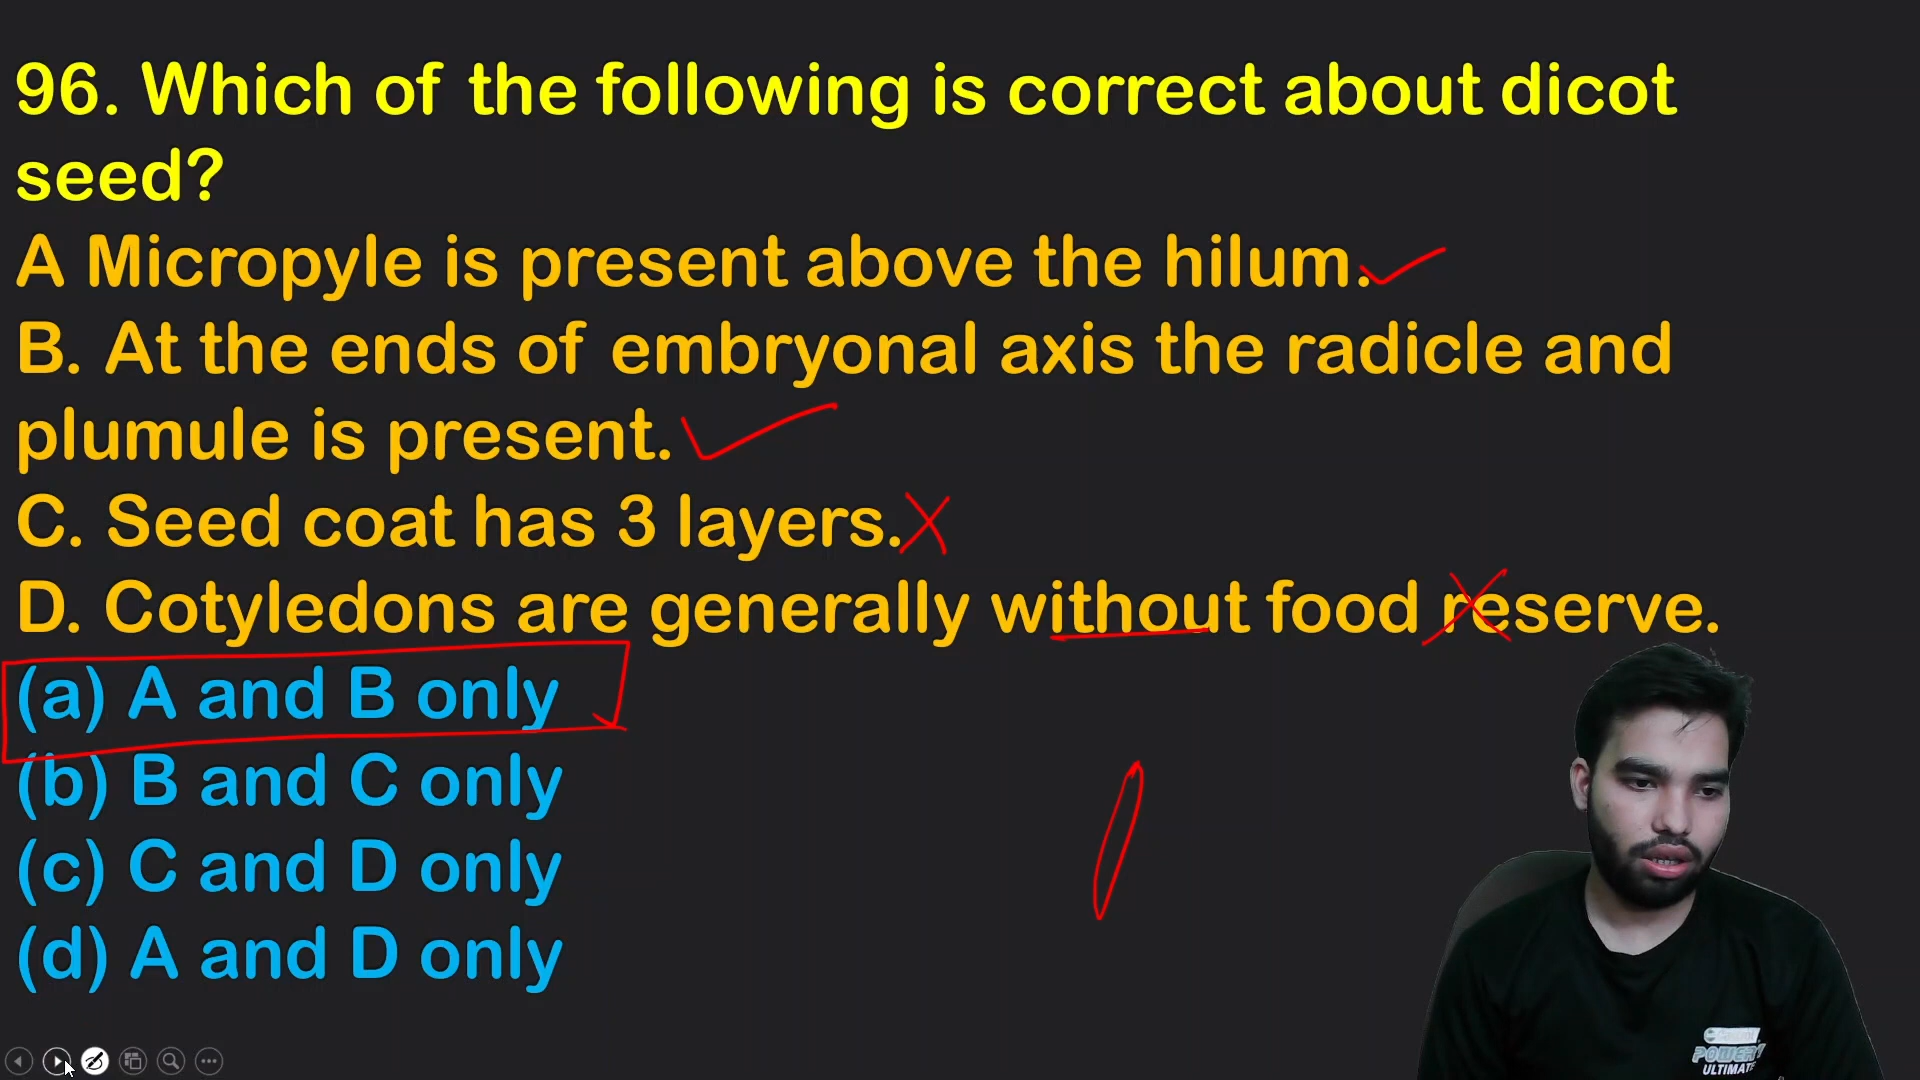 96. Which of the following is correct about dicot
seed?
A Micropyle is present above the hilum.
B. At the ends of embryonal axis the radicle and
plumule is present.
C. Seed coat has 3 layers.
D. Cotyledons are generally without food reserve.
(a) A and B only
(b) B and C only
(c) C and D only
(d) A and D only
POWER
ULTIMATE